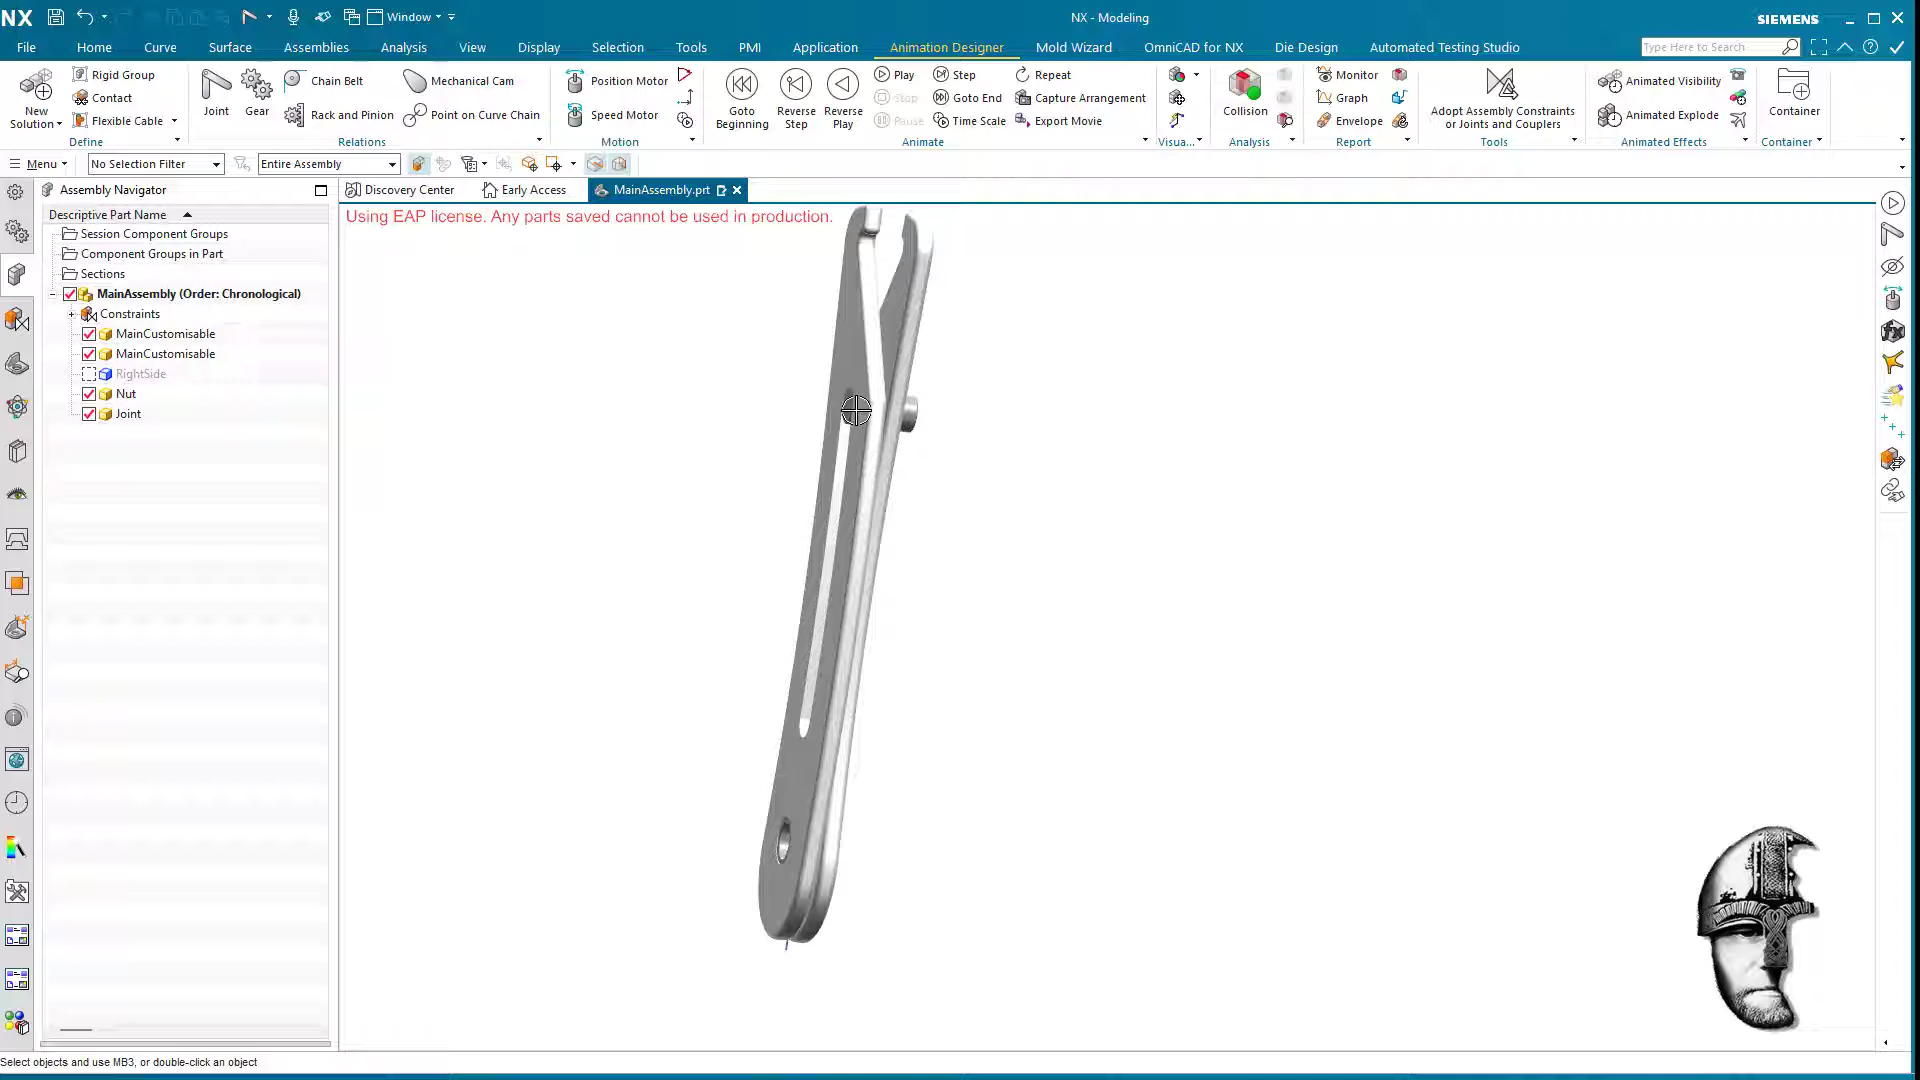 NX
Window
NX - Modeling
SIEMENS
File
Home
Curve
Surface
Assemblies
Analysis
View
Display
Selection
Tools
PMI
Application
Animation Designer
Mold Wizard
OmniCAD for NX
Die Design
Automated Testing Studio
Type Here to Search
New Solution
Rigid Group
Contact
Flexible Cable
Define
Joint
Gear
Chain Belt
Rack and Pinion
Mechanical Cam
Point on Curve Chain
Relations
Position Motor
Speed Motor
Motion
Goto Beginning
Reverse Step
Reverse Play
Play
Stop
Pause
Step
Goto End
Time Scale
Repeat
Capture Arrangement
Export Movie
Animate
Visua...
Collision
Analysis
Monitor
Graph
Envelope
Report
Adopt Assembly Constraints or Joints and Couplers
Tools
Animated Visibility
Animated Explode
Animated Effects
Container
Container
Menu
No Selection Filter
Entire Assembly
Assembly Navigator
Discovery Center
Early Access
MainAssembly.prt
Descriptive Part Name
Session Component Groups
Component Groups in Part
Sections
MainAssembly (Order: Chronological)
Constraints
MainCustomisable
MainCustomisable
RightSide
Nut
Joint
Using EAP license. Any parts saved cannot be used in production.
Select objects and use MB3, or double-click an object